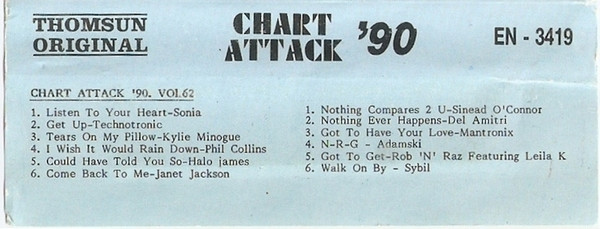 THOMSUN ORIGINAL
CHART ATTACK '90
EN - 3419
CHART ATTACK '90. VOL62
1. Listen To Your Heart-Sonia
2. Get Up-Technotronic
3. Tears On My Pillow-Kylie Minogue
4. I Wish It Would Rain Down-Phil Collins
5. Could Have Told You So-Halo james
6. Come Back To Me-Janet Jackson
1. Nothing Compares 2 U-Sinead O'Connor
2. Nothing Ever Happens-Del Amitri
3. Got To Have Your Love-Mantronix
4. N-R-G - Adamski
5. Got To Get-Rob 'N' Raz Featuring Leila K
6. Walk On By - Sybil